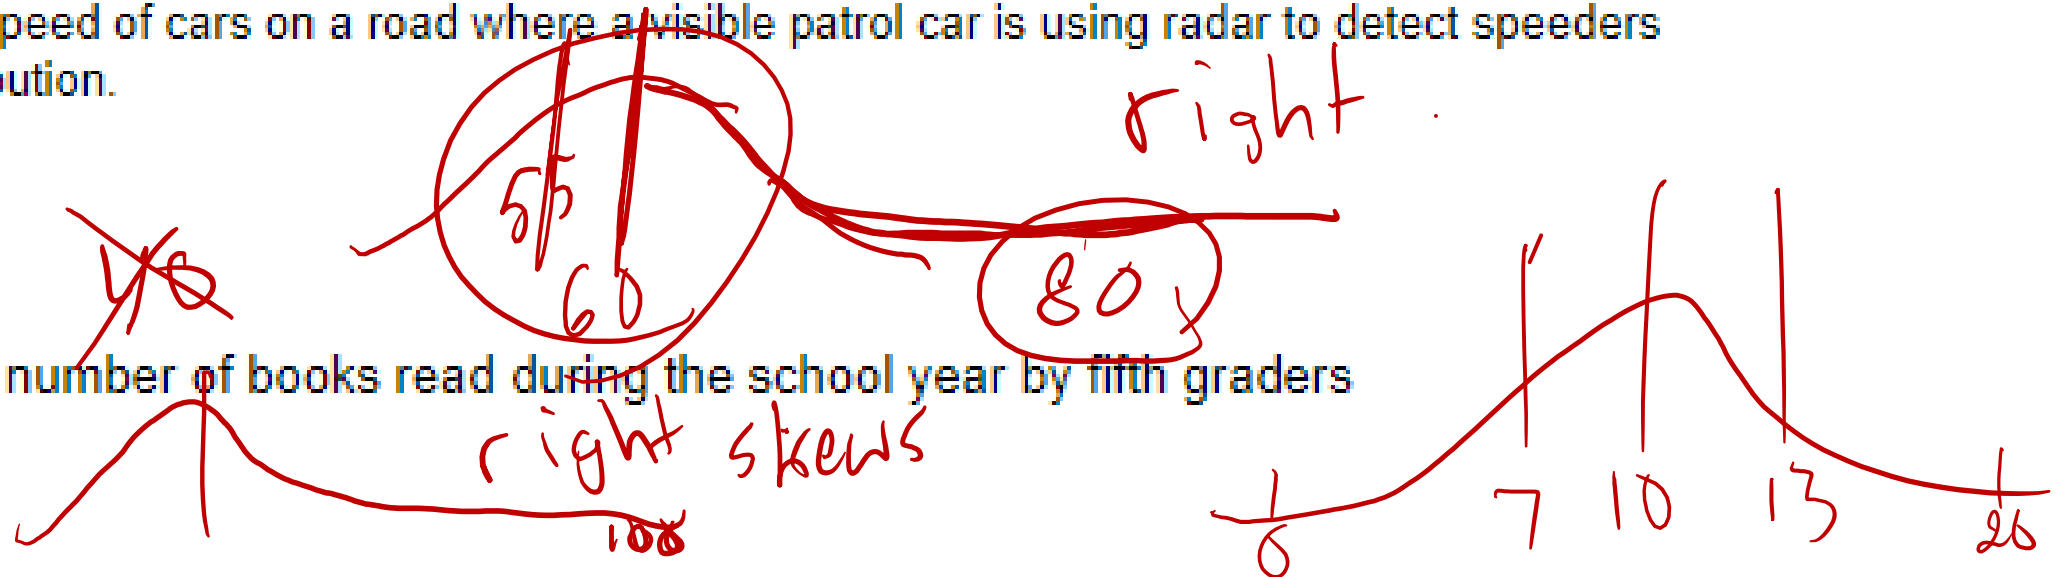 peed of cars on a road where a visible patrol car is using radar to detect speeders
ution.
right
55
60
80
number of books read during the school year by fifth graders
right skews
100
0
7
10
13
20